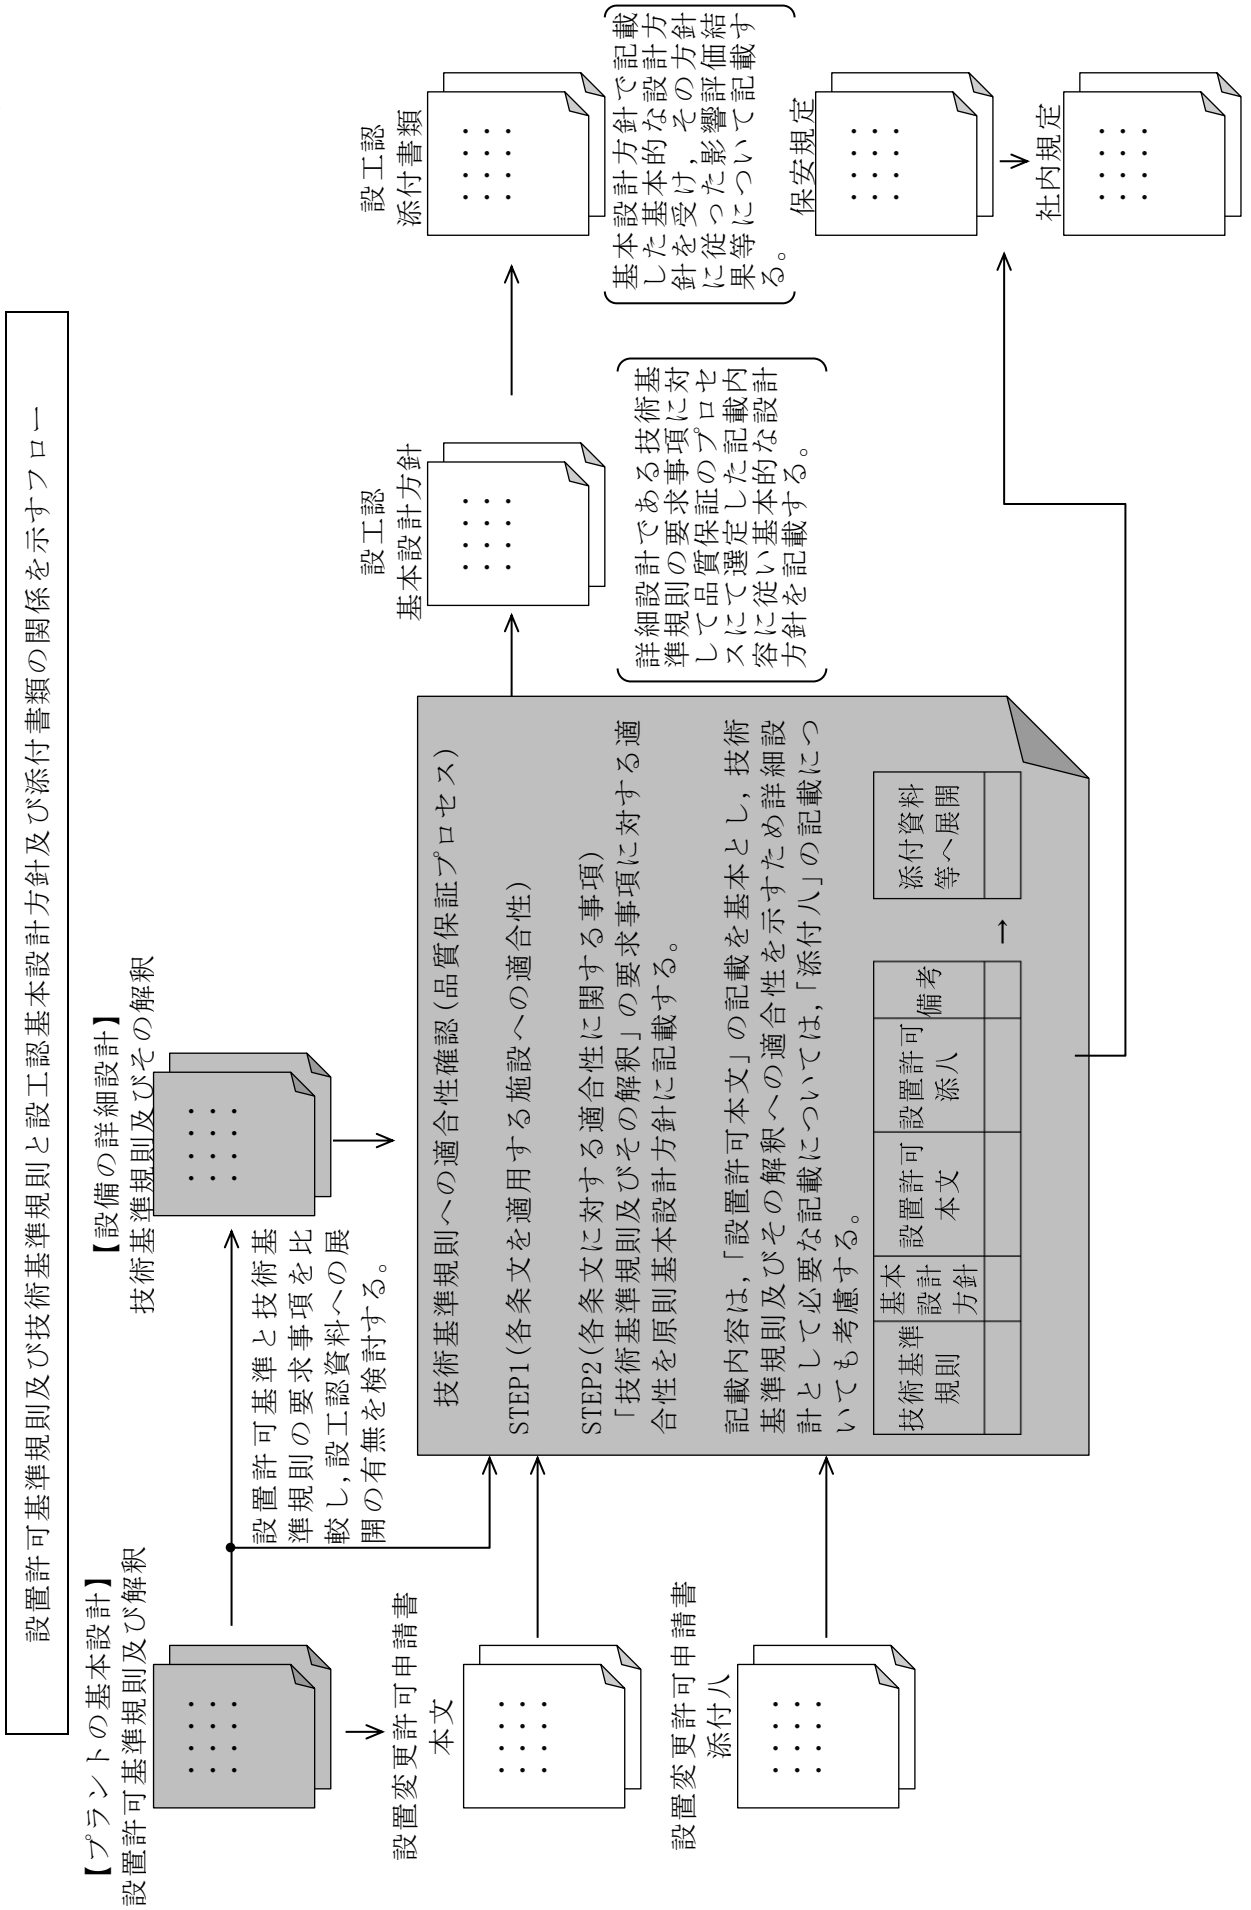 設置許可基準規則及び技術基準規則と設工認基本設計方針及び添付書類の関係を示すフロー
【プラントの基本設計】
設置許可基準規則及び解釈
【設備の詳細設計】
技術基準規則及びその解釈
設置許可基準と技術基
準規則の要求事項を比
較し,設工認資料への展
開の有無を検討する。
設置変更許可申請書
本文
設置変更許可申請書
添付八
技術基準規則への適合性確認(品質保証プロセス)
STEP1(各条文を適用する施設への適合性)
STEP2(各条文に対する適合性に関する事項)
「技術基準規則及びその解釈」の要求事項に対する適
合性を原則基本設計方針に記載する。
記載内容は,「設置許可本文」の記載を基本とし,技術
基準規則及びその解釈への適合性を示すため詳細設
計として必要な記載については,「添付八」の記載につ
いても考慮する。
技術基準
規則
基本
設計
方針
設置許可
本文
設置許可
添八
備考
→
添付資料
等へ展開
設工認
基本設計方針
詳細設計である技術基
準規則の要求事項に対
して品質保証のプロセ
スにて選定した記載内
容に従い基本的な設計
方針を記載する。
設工認
添付書類
基本設計方針で記載
した基本的な設計方
針を受け,その方針
に従った影響評価結
果等について記載す
る。
保安規定
社内規定